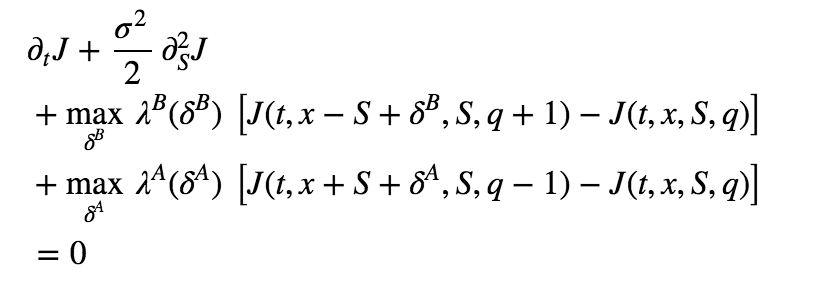 ∂ₜJ + σ²/2 ∂²_S J
+ max_{δ^B} λ^B(δ^B) [J(t, x − S + δ^B, S, q + 1) − J(t, x, S, q)]
+ max_{δ^A} λ^A(δ^A) [J(t, x + S + δ^A, S, q − 1) − J(t, x, S, q)]
= 0